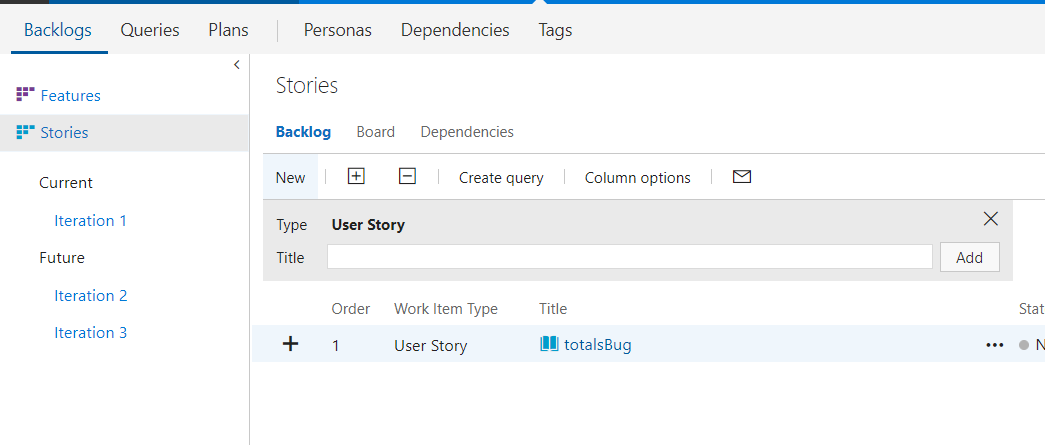 Backlogs Queries Plans Personas Dependencies Tags
Features
Stories
Current
Iteration 1
Future
Iteration 2
Iteration 3
Stories
Backlog Board Dependencies
New Create query Column options
Type User Story
Title Add
Order Work Item Type Title Stat
1 User Story totalsBug N